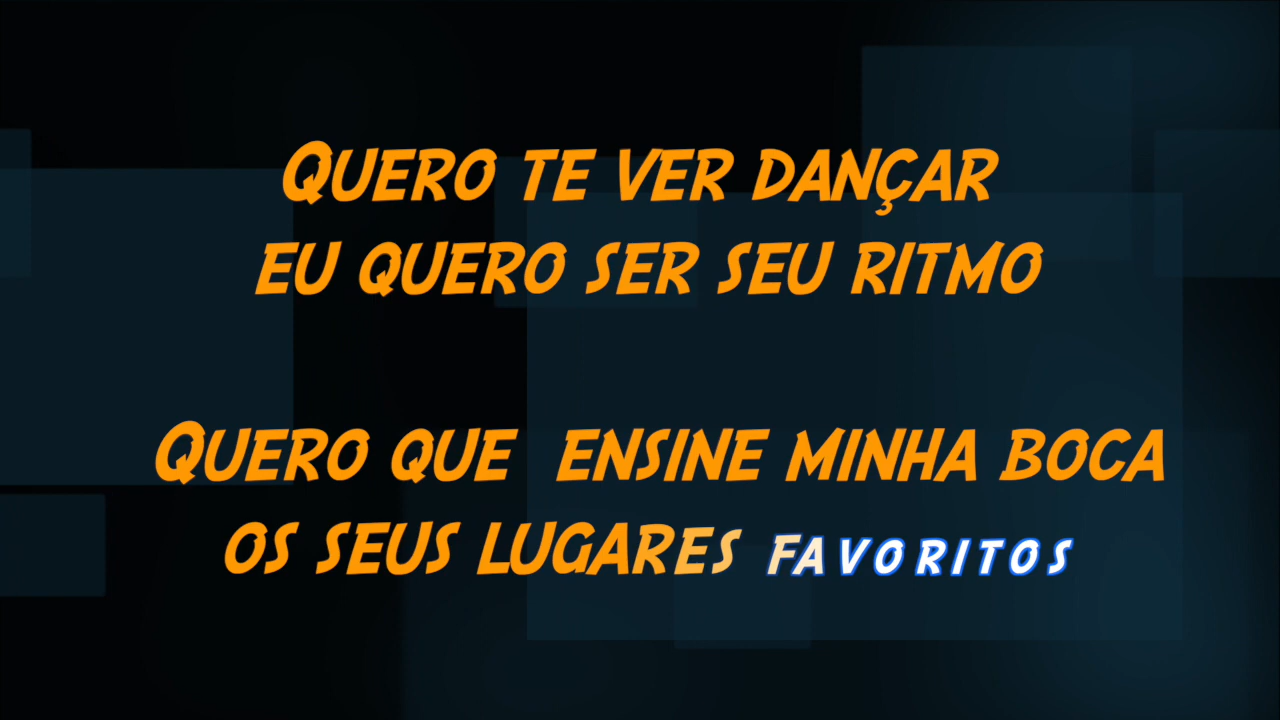 QUERO TE VER DANÇAR
EU QUERO SER SEU RITMO
QUERO QUE ENSINE MINHA BOCA
OS SEUS LUGARES FAVORITOS